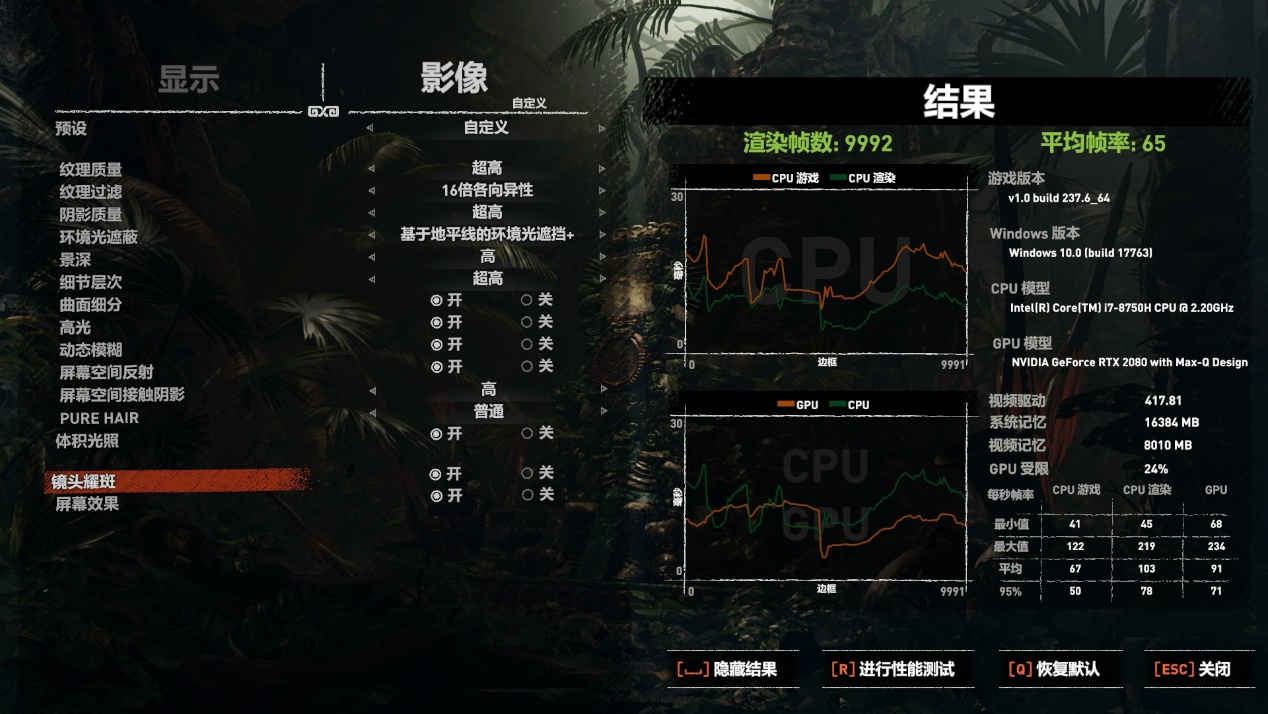 显示
影像
自定义
预设
自定义
纹理质量
超高
纹理过滤
16倍各向异性
阴影质量
超高
环境光遮蔽
基于地平线的环境光遮挡+
景深
高
细节层次
超高
曲面细分
开 关
高光
开 关
动态模糊
开 关
屏幕空间反射
开 关
屏幕空间接触阴影
高
PURE HAIR
普通
体积光照
开 关
镜头耀斑
开 关
屏幕效果
开 关
结果
渲染帧数: 9992
平均帧率: 65
CPU 游戏 CPU 渲染
30
毫秒
CPU
0
0 边框 9991
GPU CPU
30
毫秒
CPU
GPU
0
0 边框 9991
游戏版本
v1.0 build 237.6_64
Windows 版本
Windows 10.0 (build 17763)
CPU 模型
Intel(R) Core(TM) i7-8750H CPU @ 2.20GHz
GPU 模型
NVIDIA GeForce RTX 2080 with Max-Q Design
视频驱动 417.81
系统记忆 16384 MB
视频记忆 8010 MB
GPU 受限 24%
每秒帧率 CPU 游戏 CPU 渲染 GPU
最小值 41 45 68
最大值 122 219 234
平均 67 103 91
95% 50 78 71
[⎵] 隐藏结果
[R] 进行性能测试
[Q] 恢复默认
[ESC] 关闭